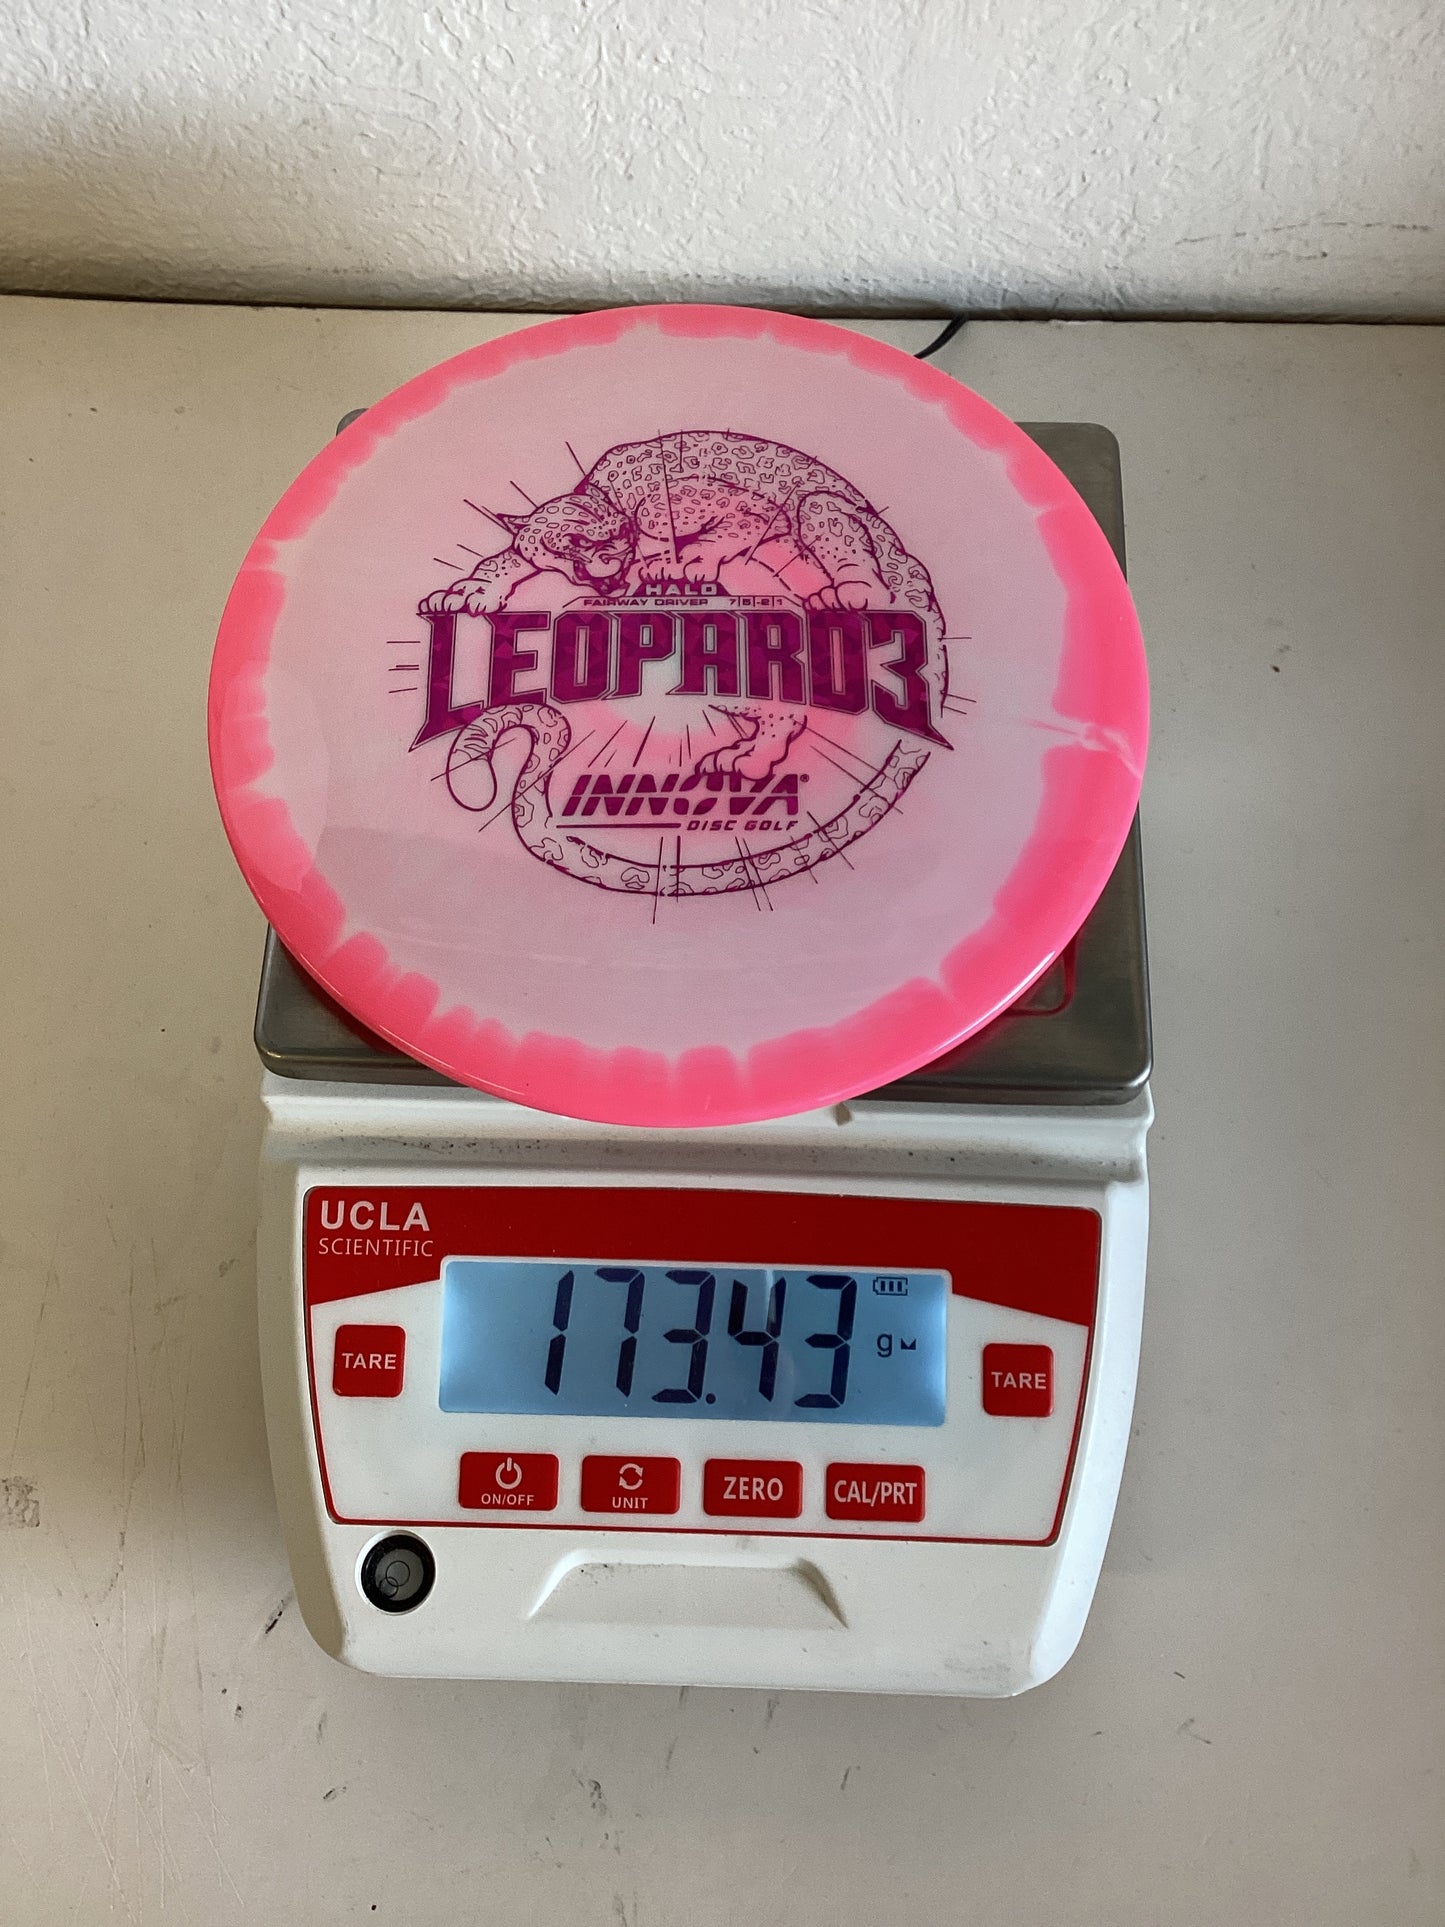 HALO
FAIRWAY DRIVER 7|5|-2|1
LEOPARD3
INNOVA®
DISC GOLF
UCLA
SCIENTIFIC
173.43 g
TARE
TARE
ON/OFF
UNIT
ZERO
CAL/PRT